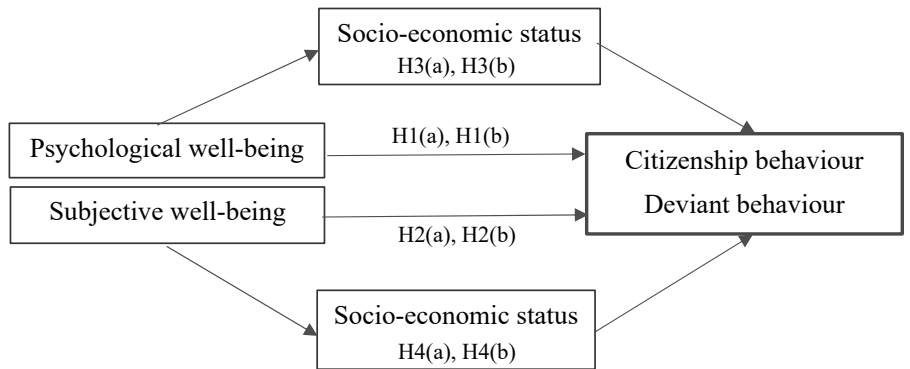 Socio-economic status
H3(a), H3(b)
H1(a), H1(b)
Psychological well-being
Citizenship behaviour
Subjective well-being
Deviant behaviour
H2(a), H2(b)
Socio-economic status
H4(a), H4(b)